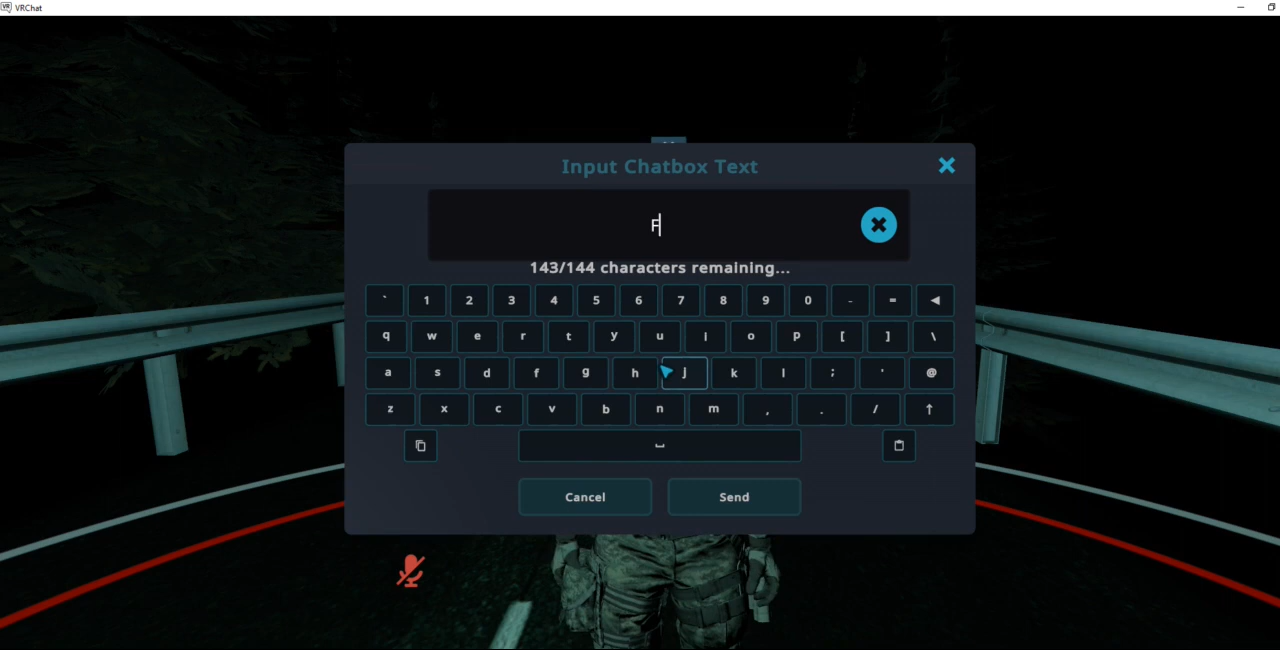 VRChat
Input Chatbox Text
F
143/144 characters remaining...
` 1 2 3 4 5 6 7 8 9 0 - =
q w e r t y u i o p [ ] \
a s d f g h j k l ; ' @
z x c v b n m , . / ↑
Cancel Send